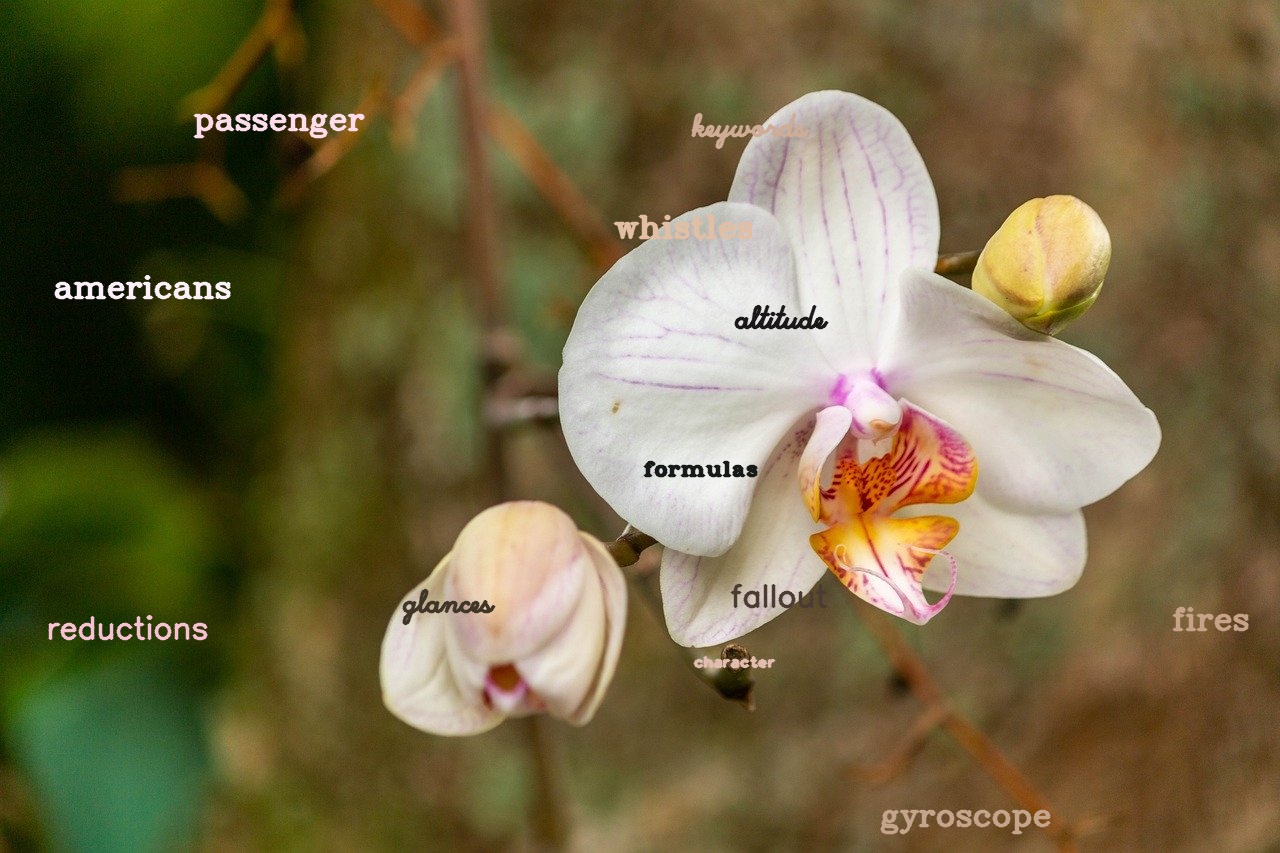 passenger
keywords
whistles
americans
altitude
formulas
glances
fallout
reductions
fires
character
gyroscope